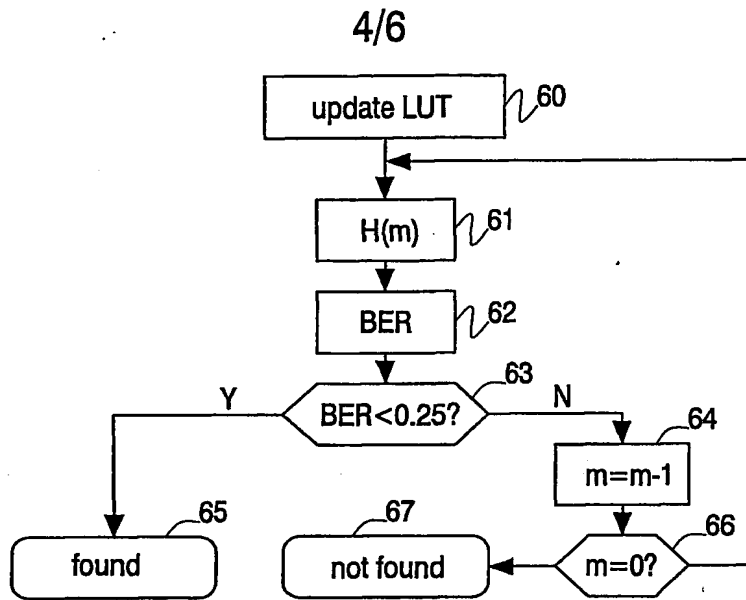 4/6
update LUT
60
H(m)
61
BER
62
63
Y
BER<0.25?
N
64
m=m-1
65
67
66
found
not found
m=0?